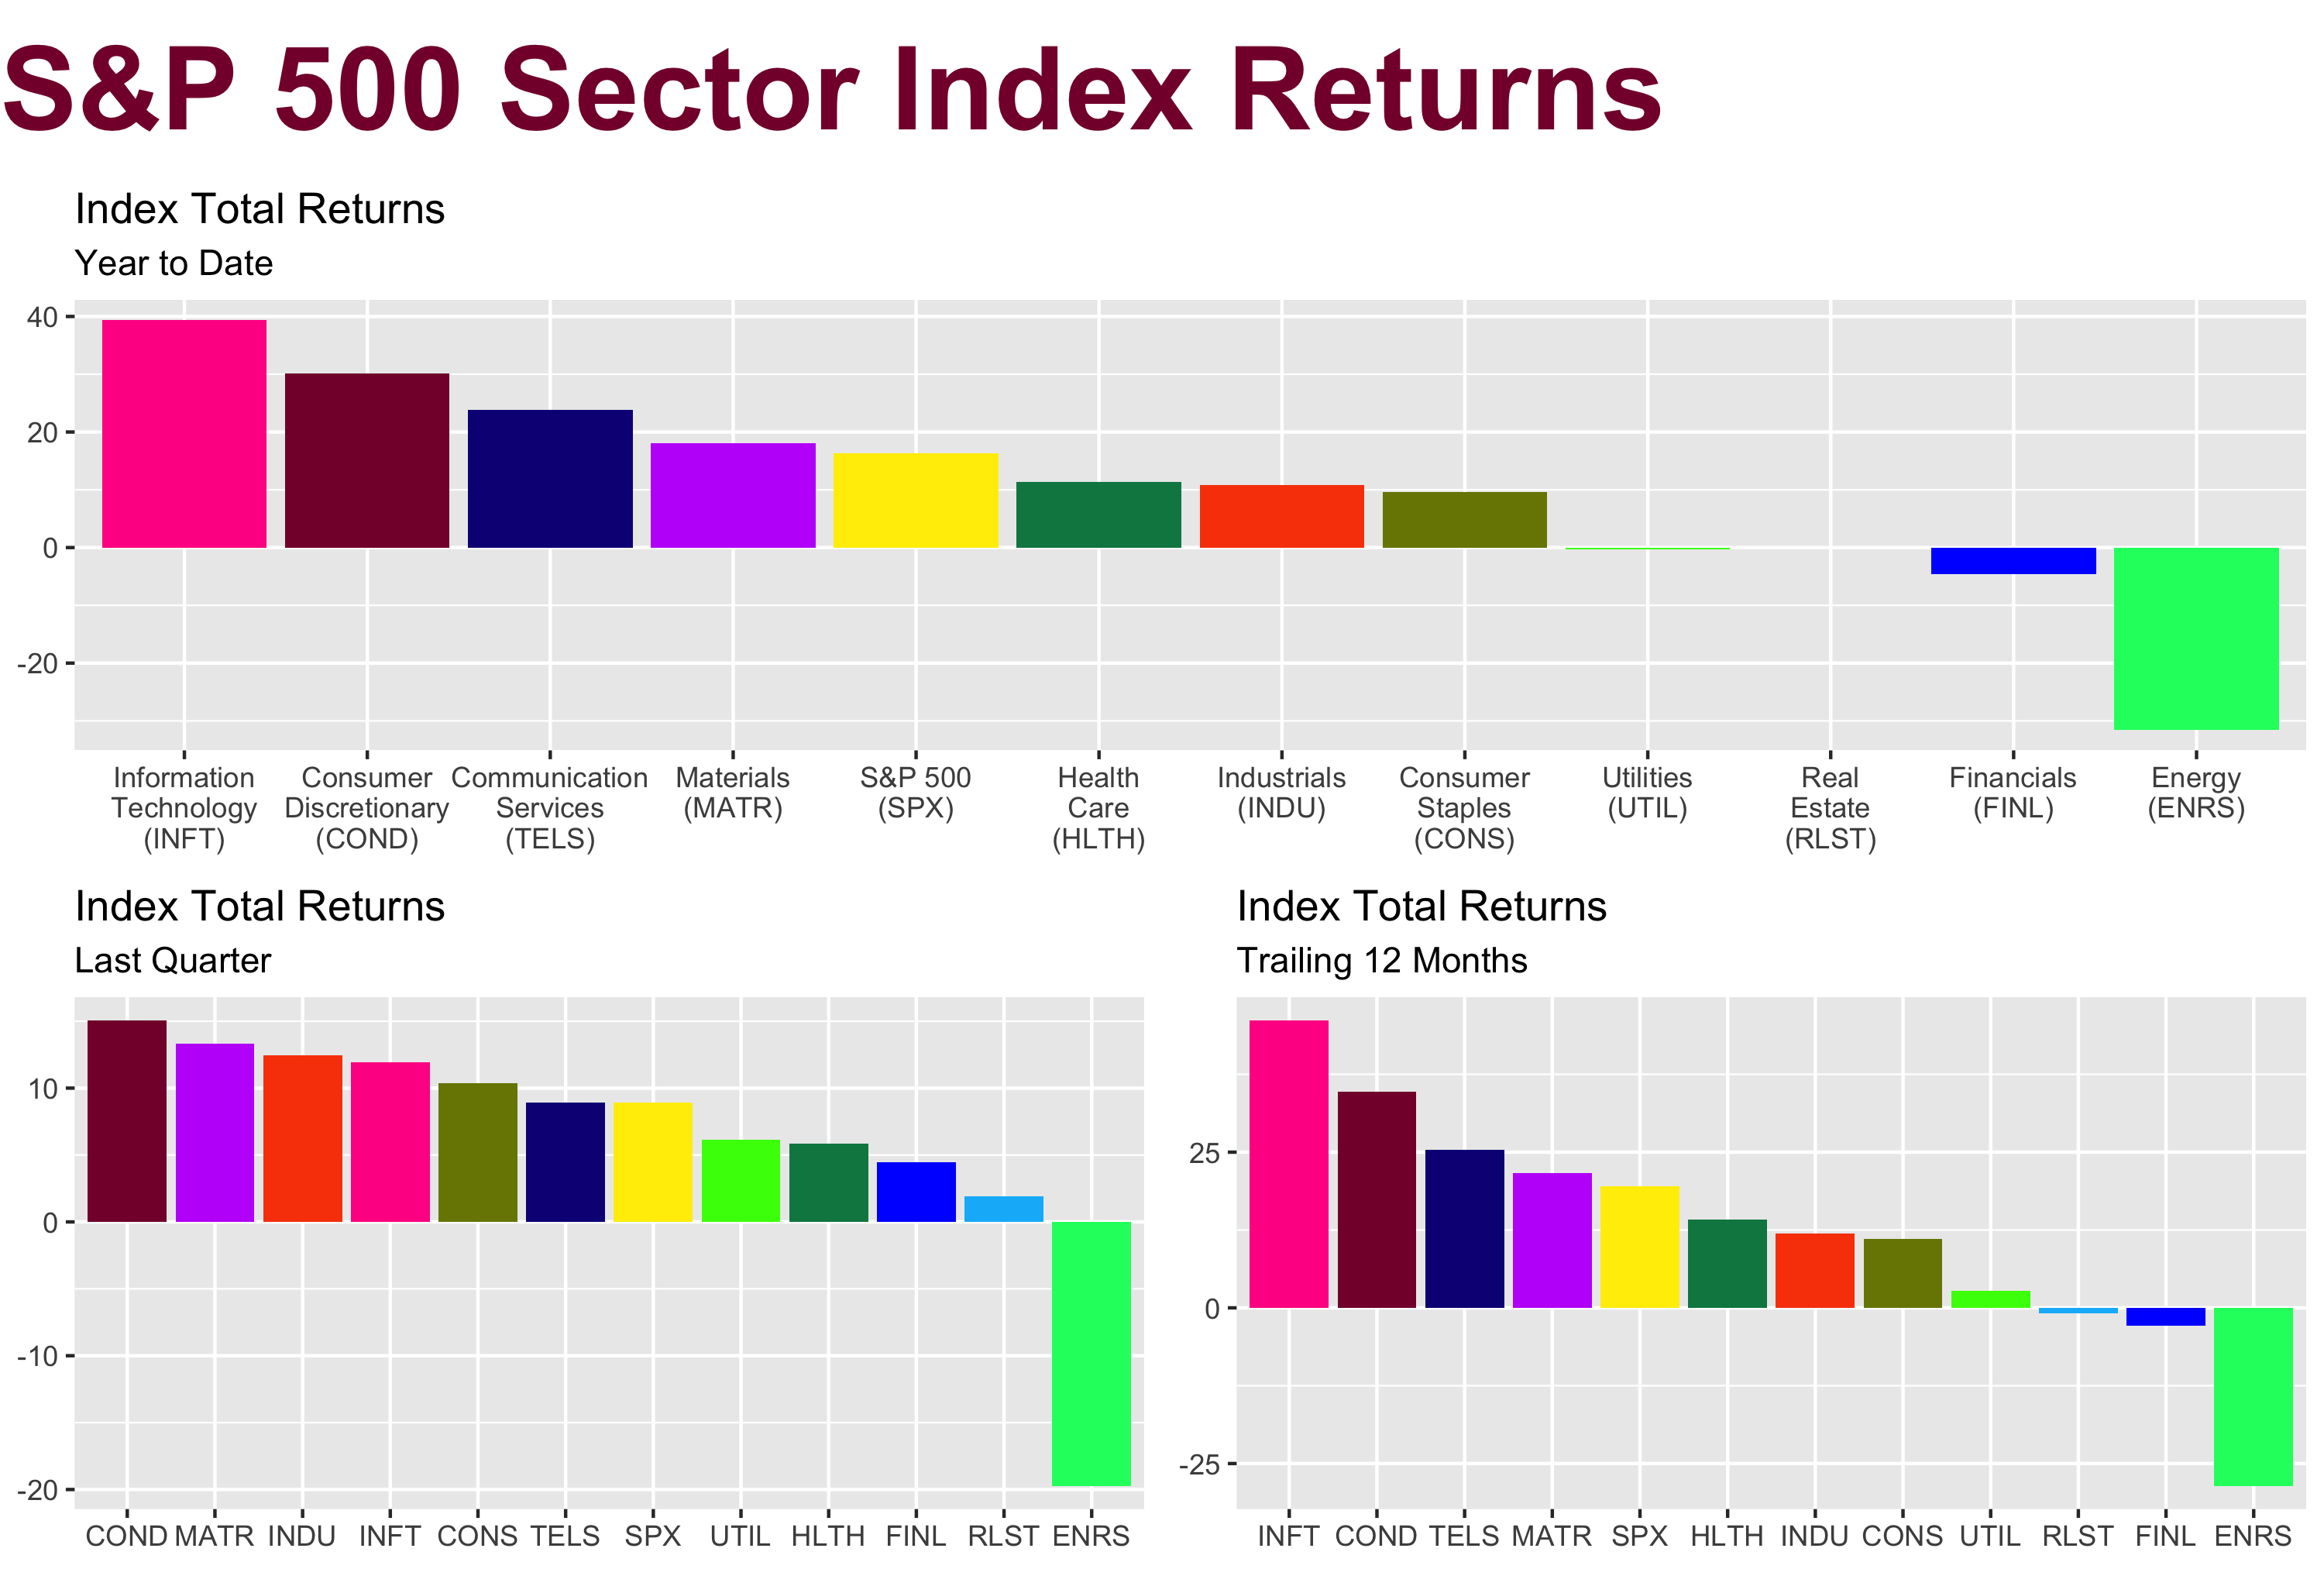 S&P 500 Sector Index Returns
Index Total Returns
Year to Date
40
20
0
-20
Information Technology (INFT)
Consumer Discretionary (COND)
Communication Services (TELS)
Materials (MATR)
S&P 500 (SPX)
Health Care (HLTH)
Industrials (INDU)
Consumer Staples (CONS)
Utilities (UTIL)
Real Estate (RLST)
Financials (FINL)
Energy (ENRS)
Index Total Returns
Last Quarter
10
0
-10
-20
COND MATR INDU INFT CONS TELS SPX UTIL HLTH FINL RLST ENRS
Index Total Returns
Trailing 12 Months
25
0
-25
INFT COND TELS MATR SPX HLTH INDU CONS UTIL RLST FINL ENRS